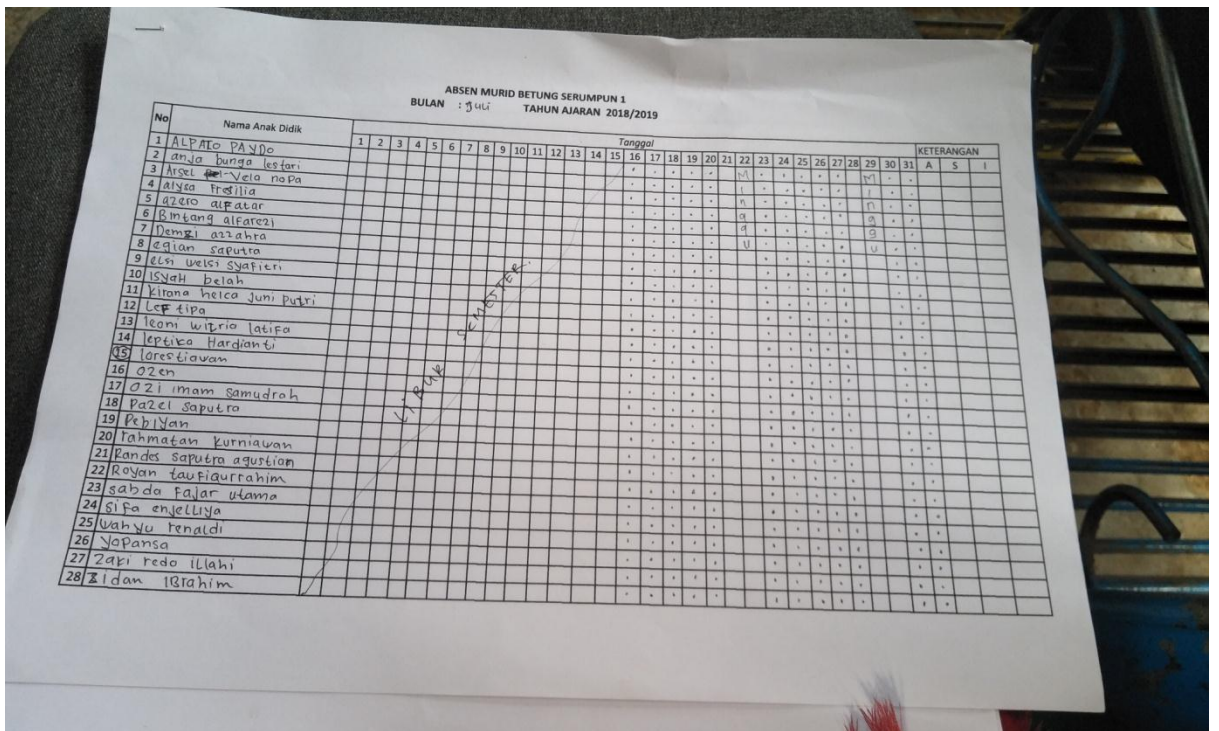 ABSEN MURID BETUNG SERUMPUN 1
BULAN : Juli TAHUN AJARAN 2018/2019
No Nama Anak Didik Tanggal KETERANGAN
1 2 3 4 5 6 7 8 9 10 11 12 13 14 15 16 17 18 19 20 21 22 23 24 25 26 27 28 29 30 31 A S I
1 ALPAIO PAYDO
2 anja bunga lestari
3 Arsel Vela nopa
4 alysa
5 azero alfatar
6 Bintang alfarezi
7 azzahra
8 egian saputra
9 elsi welsi syafitri
10 ISyaH belah
11 kirana helca Juni putri
12 tipa
13 leoni witrio latifa
14 leptika Hardianti
15 lorestiawan
16 Ozen
17 Ozi imam samudrah
18 Pazel saputra
19 Pebiyan
20 rahmatan kurniawan
21 Randes saputra agustian
22 Royan taufiqurrahim
23 sabda fajar utama
24 sifa enjelliya
25 wahyu renaldi
26 yopansa
27 zaki redo illahi
28 zidan IBrahim
LIBUR SEMESTER.
Minggu
Minggu